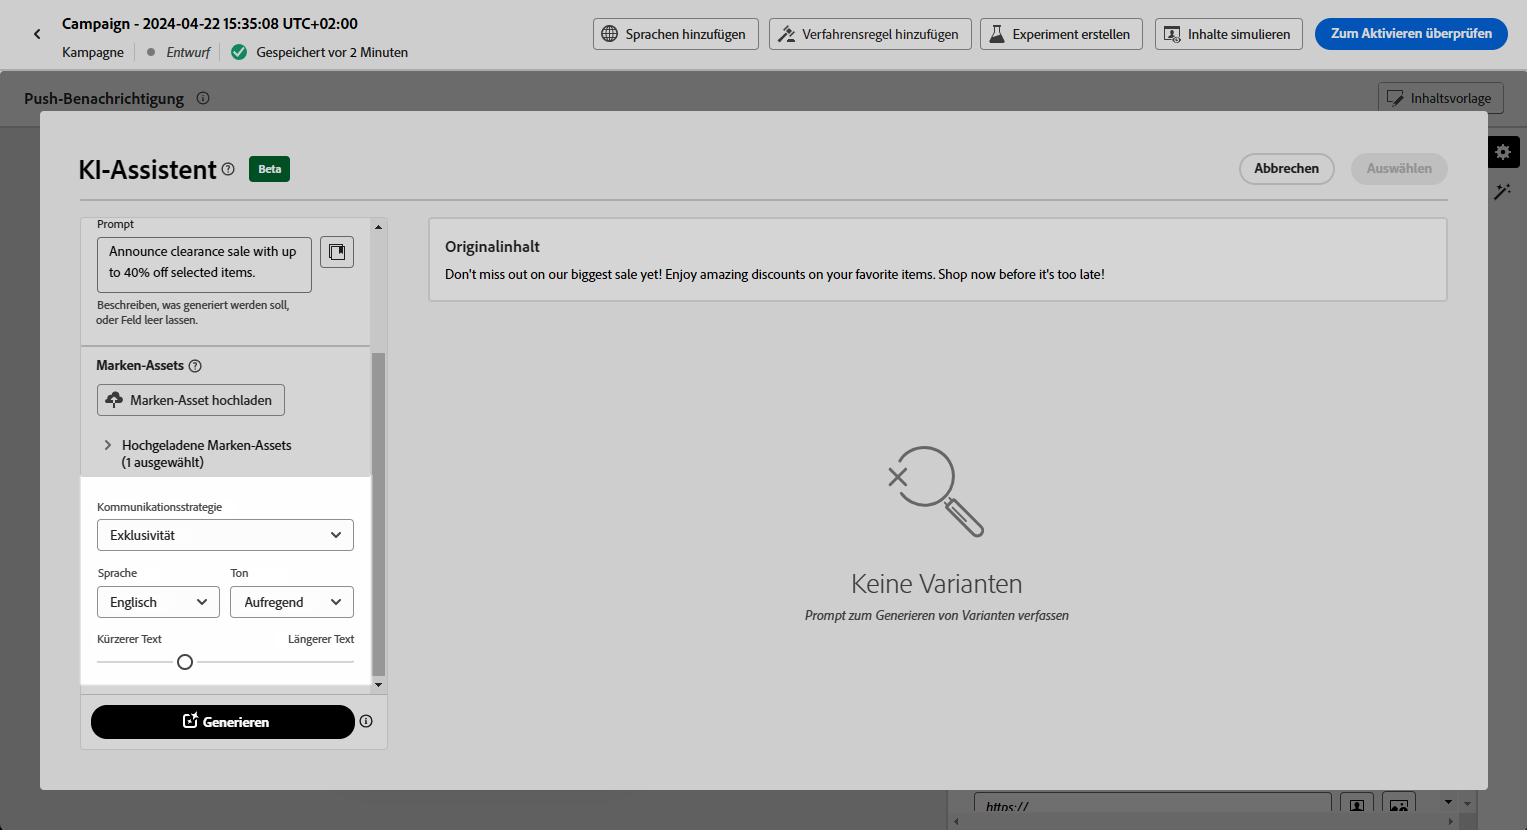 Campaign - 2024-04-22 15:35:08 UTC+02:00
Kampagne
Entwurf
Gespeichert vor 2 Minuten
Sprachen hinzufügen
Verfahrensregel hinzufügen
Experiment erstellen
Inhalte simulieren
Zum Aktivieren überprüfen
Push-Benachrichtigung
Inhaltsvorlage
KI-Assistent
Beta
Abbrechen
Auswählen
Prompt
Announce clearance sale with up
to 40% off selected items.
Beschreiben, was generiert werden soll,
oder Feld leer lassen.
Marken-Assets
Marken-Asset hochladen
Hochgeladene Marken-Assets
(1 ausgewählt)
Kommunikationsstrategie
Exklusivität
Sprache
Ton
Englisch
Aufregend
Kürzerer Text
Längerer Text
Generieren
Originalinhalt
Don't miss out on our biggest sale yet! Enjoy amazing discounts on your favorite items. Shop now before it's too late!
Keine Varianten
Prompt zum Generieren von Varianten verfassen
https://